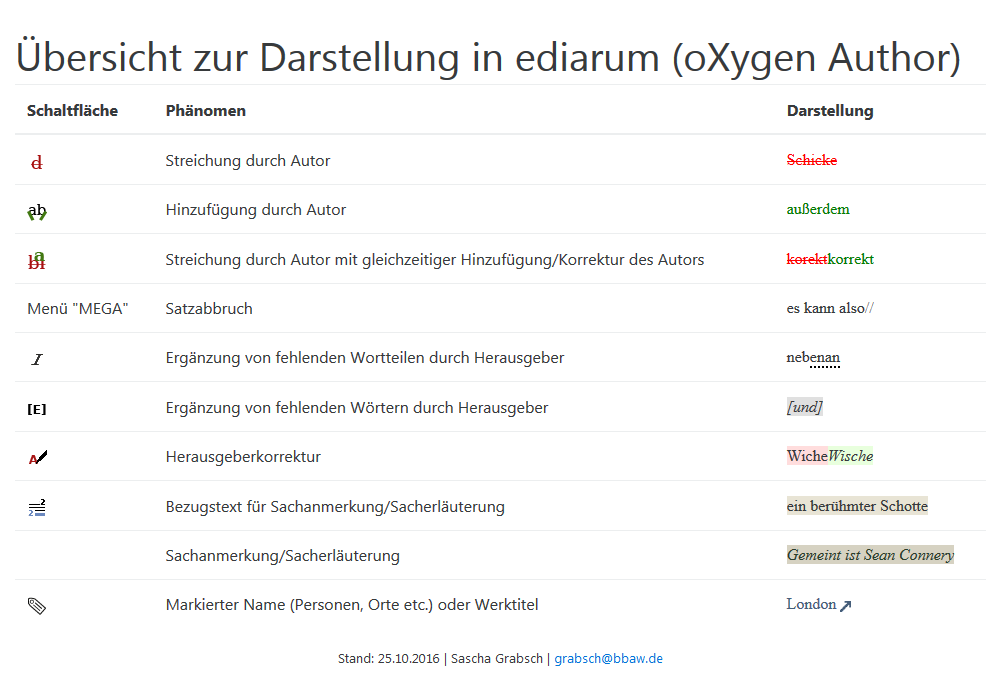 Übersicht zur Darstellung in ediarum (oXygen Author)
Schaltfläche Phänomen Darstellung
d Streichung durch Autor Schicke
ab Hinzufügung durch Autor außerdem
bla Streichung durch Autor mit gleichzeitiger Hinzufügung/Korrektur des Autors korektkorrekt
Menü "MEGA" Satzabbruch es kann also//
I Ergänzung von fehlenden Wortteilen durch Herausgeber nebenan
[E] Ergänzung von fehlenden Wörtern durch Herausgeber [und]
A Herausgeberkorrektur WicheWische
2 2 Bezugstext für Sachanmerkung/Sacherläuterung ein berühmter Schotte
Sachanmerkung/Sacherläuterung Gemeint ist Sean Connery
Markierter Name (Personen, Orte etc.) oder Werktitel London
Stand: 25.10.2016 | Sascha Grabsch | grabsch@bbaw.de